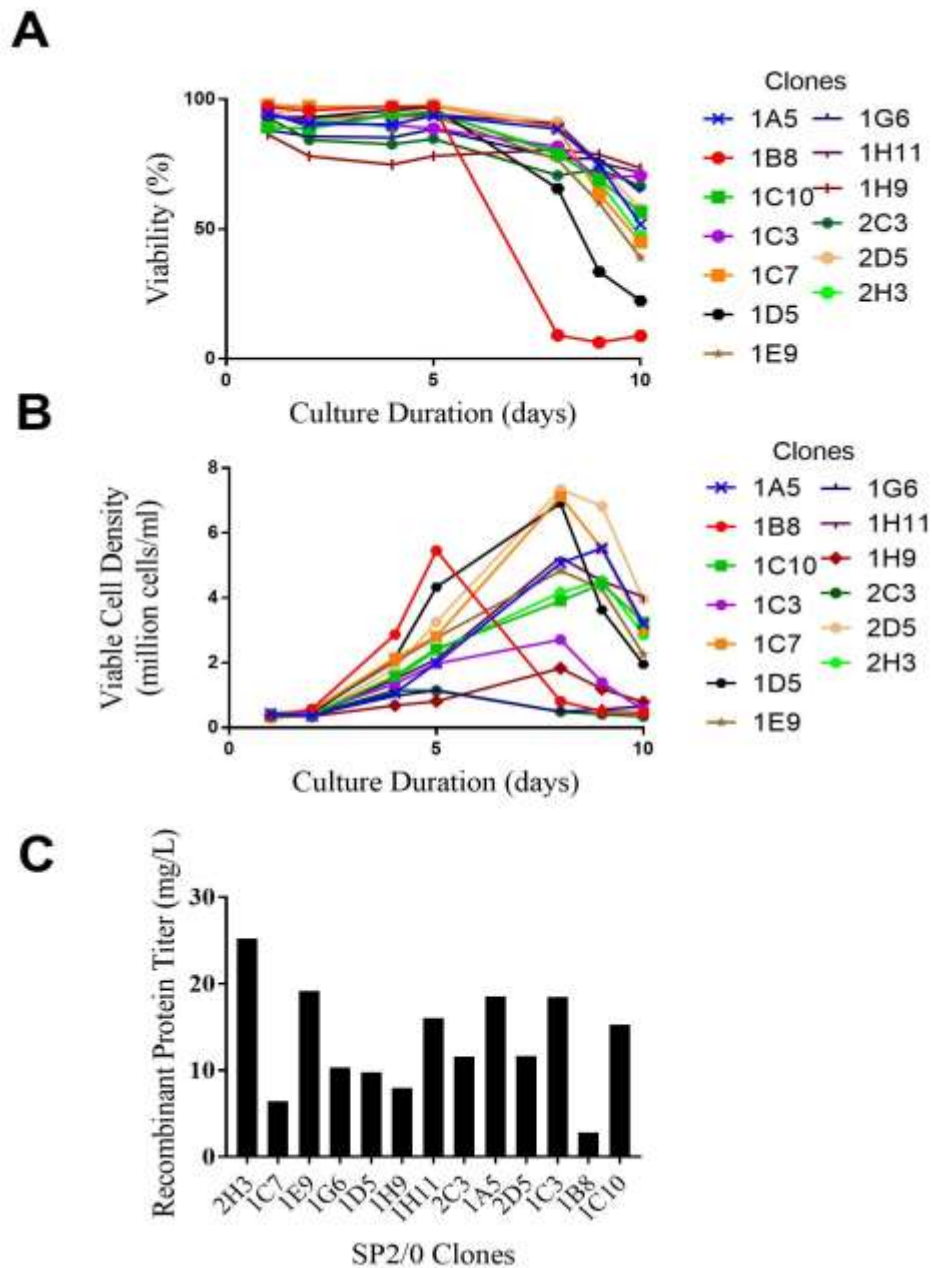 A
Viability (%)
100
50
0
0
5
10
Culture Duration (days)
Clones
1A5
1B8
1C10
1C3
1C7
1D5
1E9
1G6
1H11
1H9
2C3
2D5
2H3
B
Viable Cell Density
(million cells/ml)
8
6
4
2
0
0
5
10
Culture Duration (days)
Clones
1A5
1B8
1C10
1C3
1C7
1D5
1E9
1G6
1H11
1H9
2C3
2D5
2H3
C
Recombinant Protein Titer (mg/L)
30
20
10
0
2H3
1C7
1E9
1G6
1D5
1H9
1H11
2C3
1A5
2D5
1C3
1B8
1C10
SP2/0 Clones